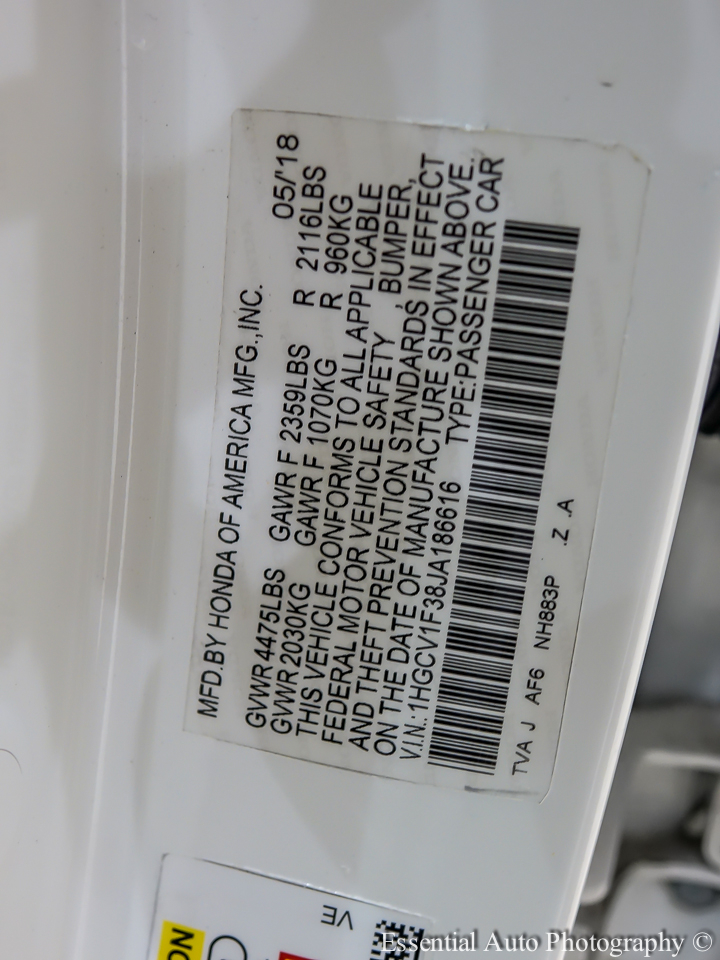 MFD.BY HONDA OF AMERICA MFG.,INC. 05/'18
GVWR 4475LBS GAWR F 2359LBS R 2116LBS
GVWR 2030KG GAWR F 1070KG R 960KG
THIS VEHICLE CONFORMS TO ALL APPLICABLE
FEDERAL MOTOR VEHICLE SAFETY, BUMPER,
AND THEFT PREVENTION STANDARDS IN EFFECT
ON THE DATE OF MANUFACTURE SHOWN ABOVE.
V.I.N.:1HGCV1F38JA186616 TYPE:PASSENGER CAR
TVA J AF6 NH883P .Z .A
VE
Essential Auto Photography ©